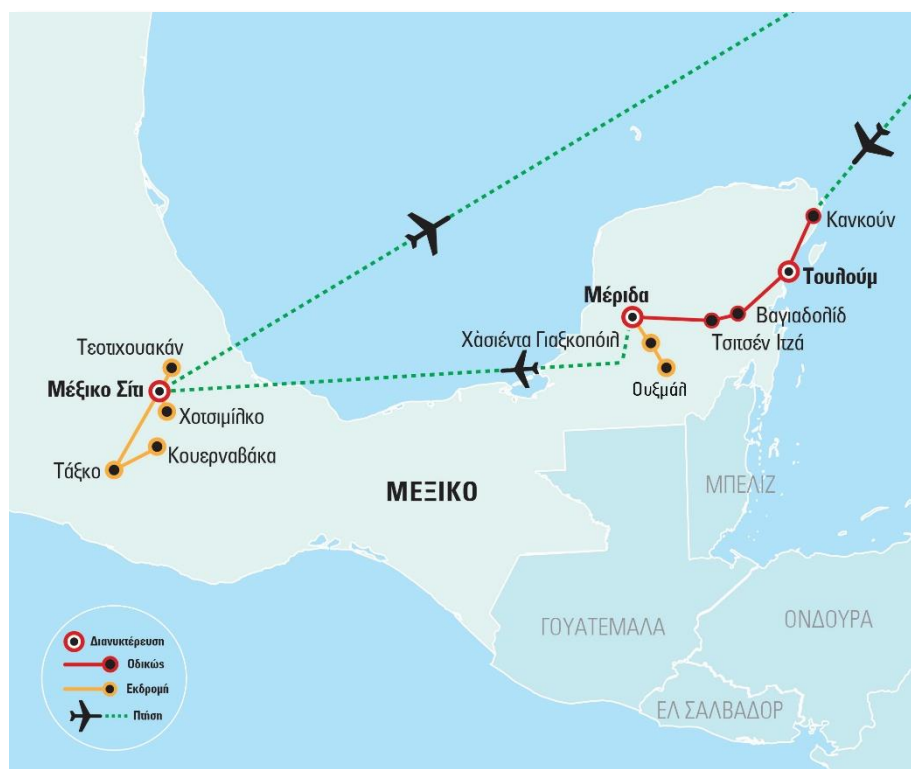 Κανκούν
Τουλούμ
Μέριδα
Βαγιαδολίδ
Τσιτσέν Ιτζά
Χάσιέντα Γιαξκοπόιλ
Ουξμάλ
Τεοτιχουακάν
Μέξικο Σίτι
Χοτσιμίλκο
Κουερναβάκα
Τάξκο
ΜΕΞΙΚΟ
ΜΠΕΛΙΖ
ΓΟΥΑΤΕΜΑΛΑ
ΟΝΔΟΥΡΑ
ΕΛ ΣΑΛΒΑΔΟΡ
Διανυκτέρευση
Οδικώς
Εκδρομή
Πτήση